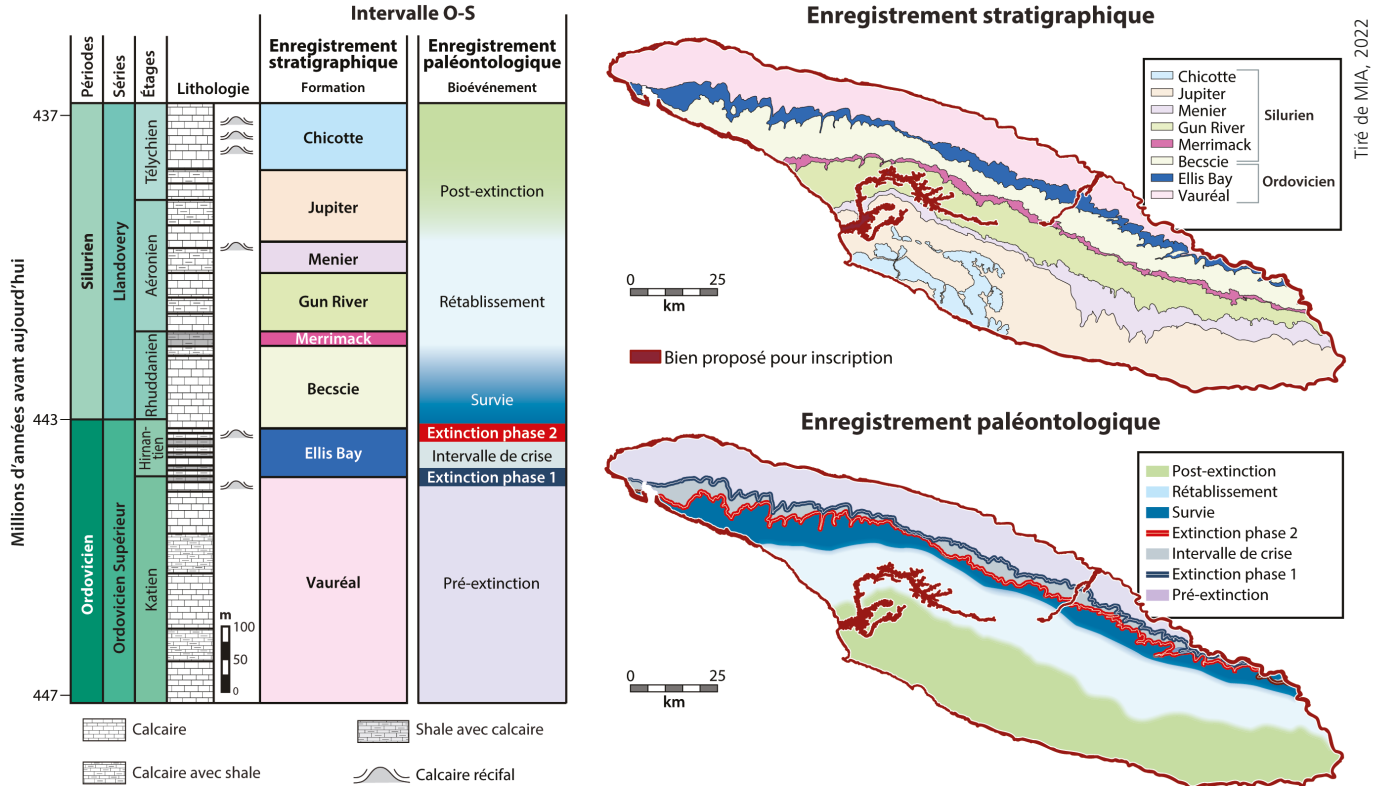 Intervalle O-S
Périodes
Séries
Étages
Lithologie
Enregistrement
stratigraphique
Formation
Enregistrement
paléontologique
Bioévénement
Millions d'années avant aujourd'hui
437
443
447
Silurien
Ordovicien
Llandovery
Ordovicien Supérieur
Télychien
Aéronien
Rhuddanien
Hirnan-
tien
Katien
m
100
50
0
Chicotte
Jupiter
Menier
Gun River
Merrimack
Becscie
Ellis Bay
Vauréal
Post-extinction
Rétablissement
Survie
Extinction phase 2
Intervalle de crise
Extinction phase 1
Pré-extinction
Calcaire
Calcaire avec shale
Shale avec calcaire
Calcaire récifal
Enregistrement stratigraphique
Chicotte
Jupiter
Menier
Gun River
Merrimack
Becscie
Ellis Bay
Vauréal
Silurien
Ordovicien
Tiré de MIA, 2022
0 25
km
Bien proposé pour inscription
Enregistrement paléontologique
Post-extinction
Rétablissement
Survie
Extinction phase 2
Intervalle de crise
Extinction phase 1
Pré-extinction
0 25
km